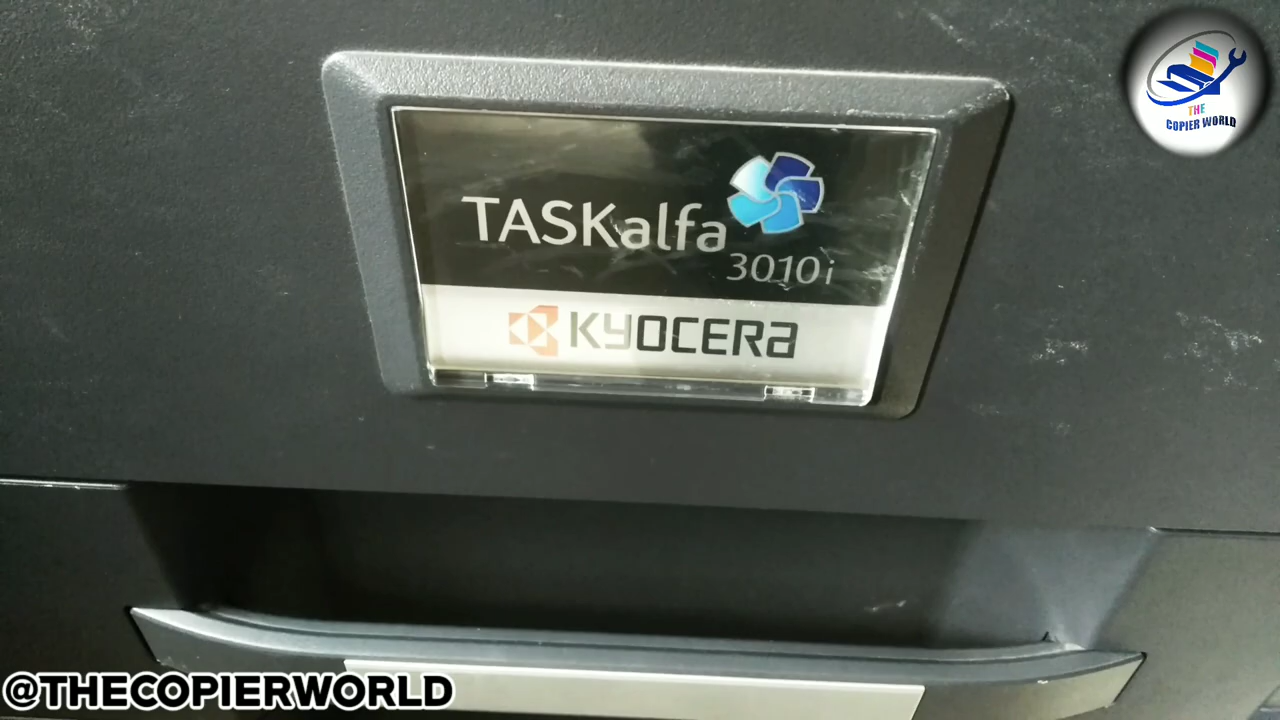 THE
COPIER WORLD
TASKalfa
3010i
KYOCERA
@THECOPIERWORLD